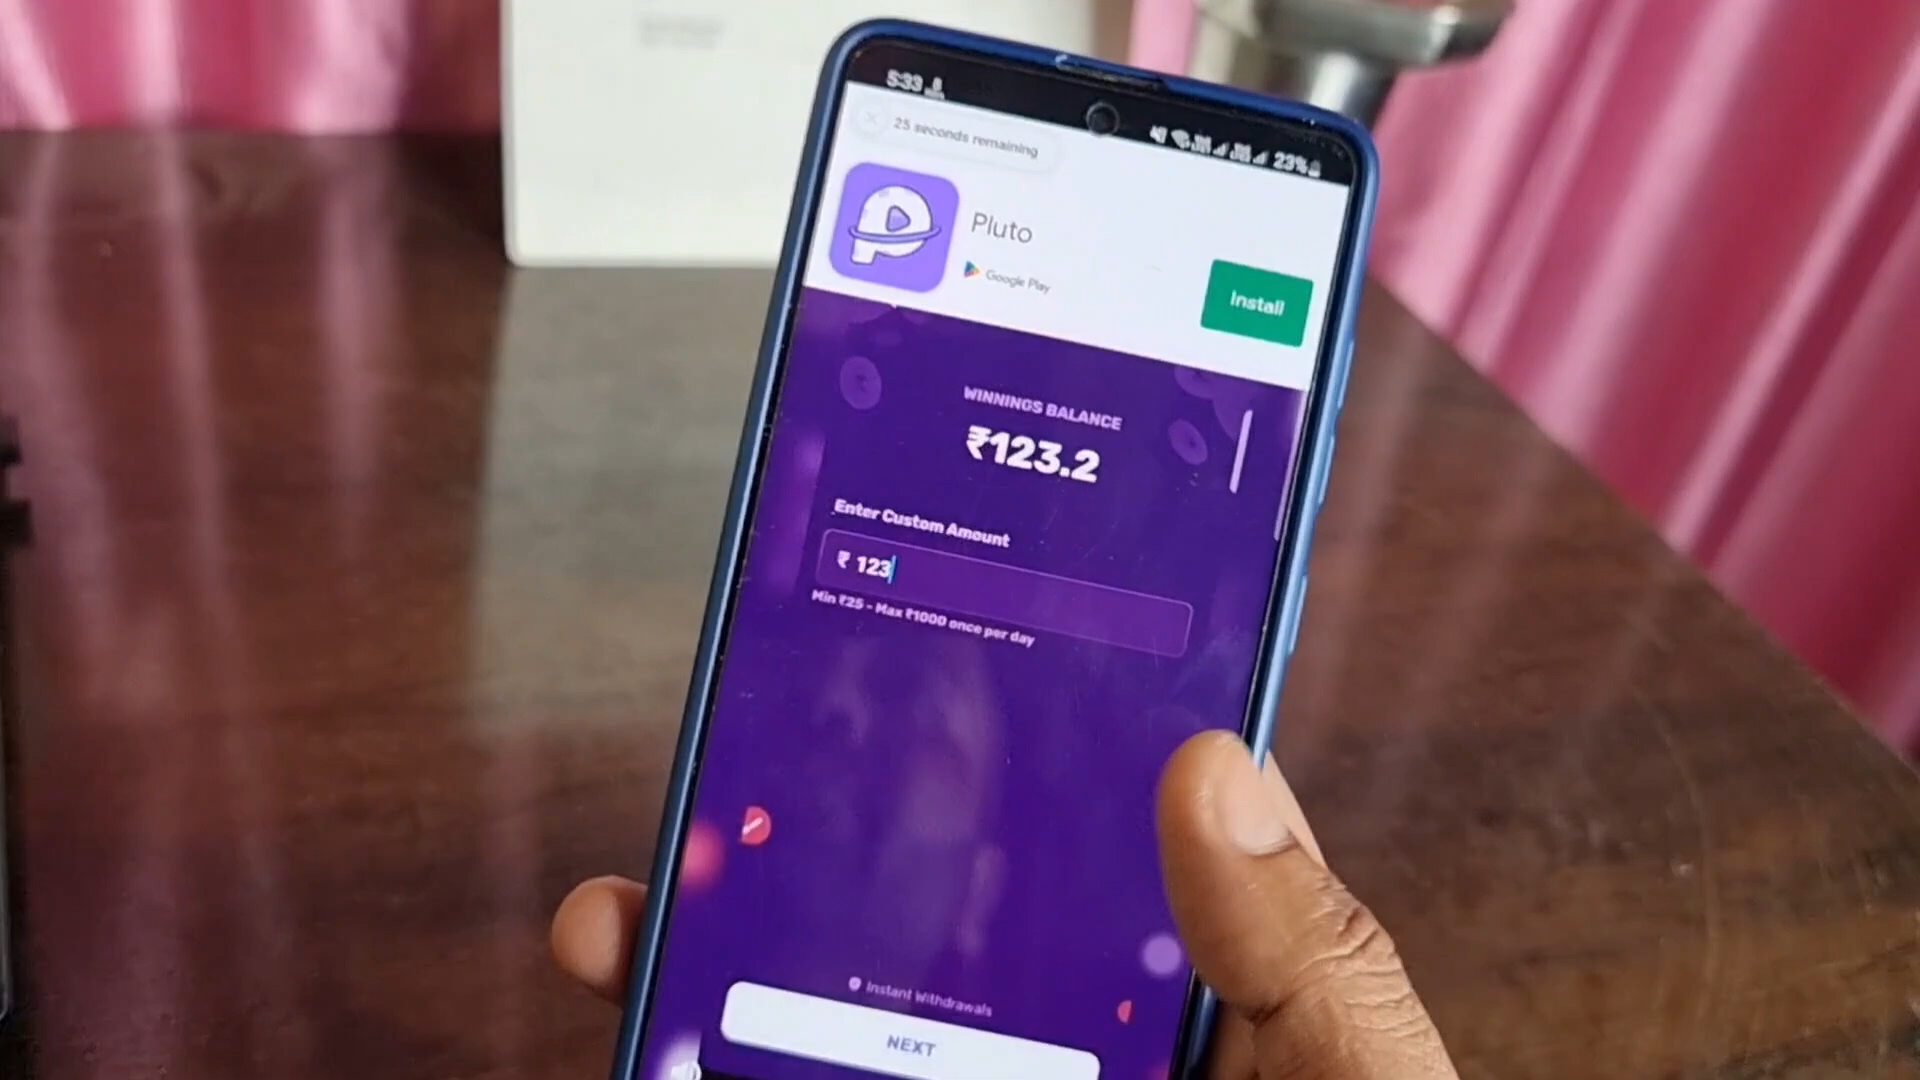 5:33
23%
25 seconds remaining
Pluto
Google Play
Install
WINNINGS BALANCE
₹123.2
Enter Custom Amount
₹ 123
Min ₹25 - Max ₹1000 once per day
Instant Withdrawals
NEXT